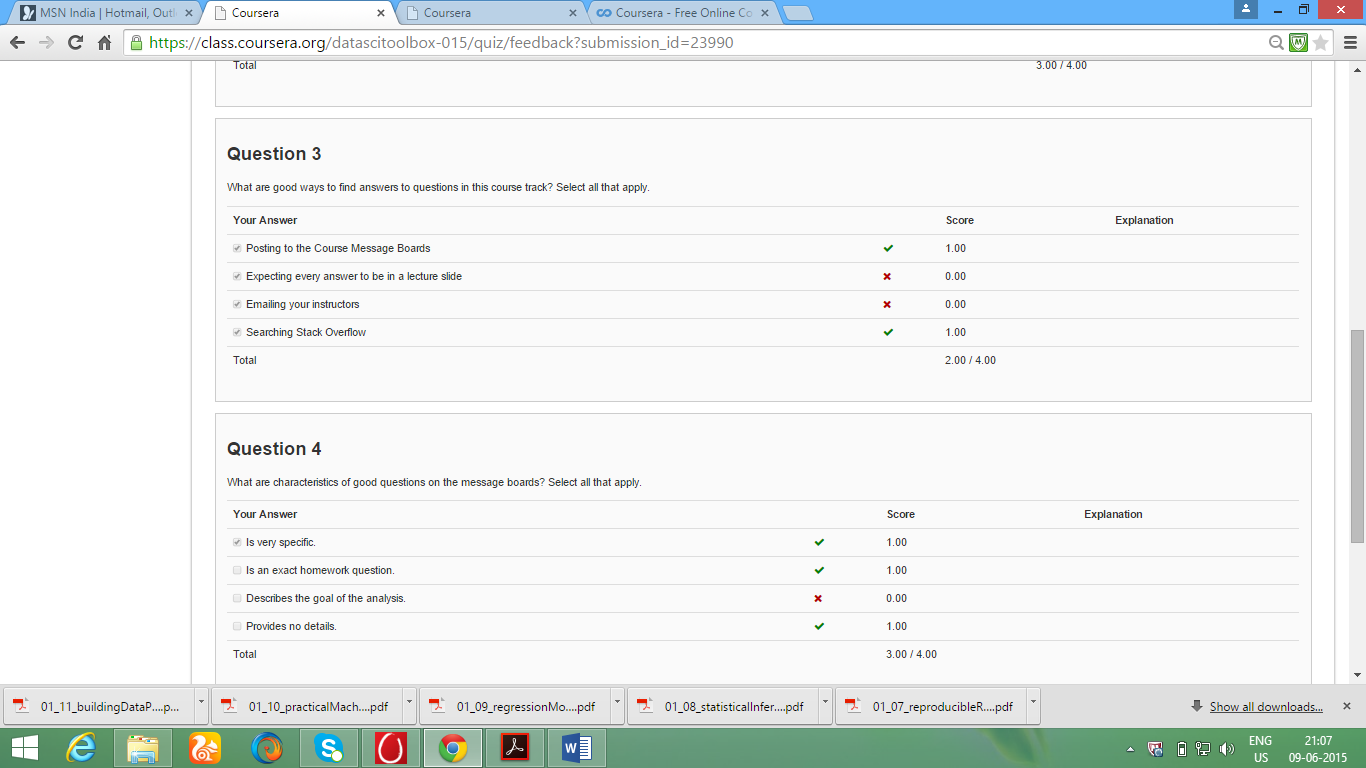 MSN India | Hotmail, Outl
Coursera
Coursera
Coursera - Free Online Co
https://class.coursera.org/datascitoolbox-015/quiz/feedback?submission_id=23990
Total 3.00 / 4.00
Question 3
What are good ways to find answers to questions in this course track? Select all that apply.
Your Answer Score Explanation
Posting to the Course Message Boards 1.00
Expecting every answer to be in a lecture slide 0.00
Emailing your instructors 0.00
Searching Stack Overflow 1.00
Total 2.00 / 4.00
Question 4
What are characteristics of good questions on the message boards? Select all that apply.
Your Answer Score Explanation
Is very specific. 1.00
Is an exact homework question. 1.00
Describes the goal of the analysis. 0.00
Provides no details. 1.00
Total 3.00 / 4.00
01_11_buildingDataP....p... 01_10_practicalMach....pdf 01_09_regressionMo....pdf 01_08_statisticalInfer....pdf 01_07_reproducibleR....pdf Show all downloads...
ENG 21:07
US 09-06-2015